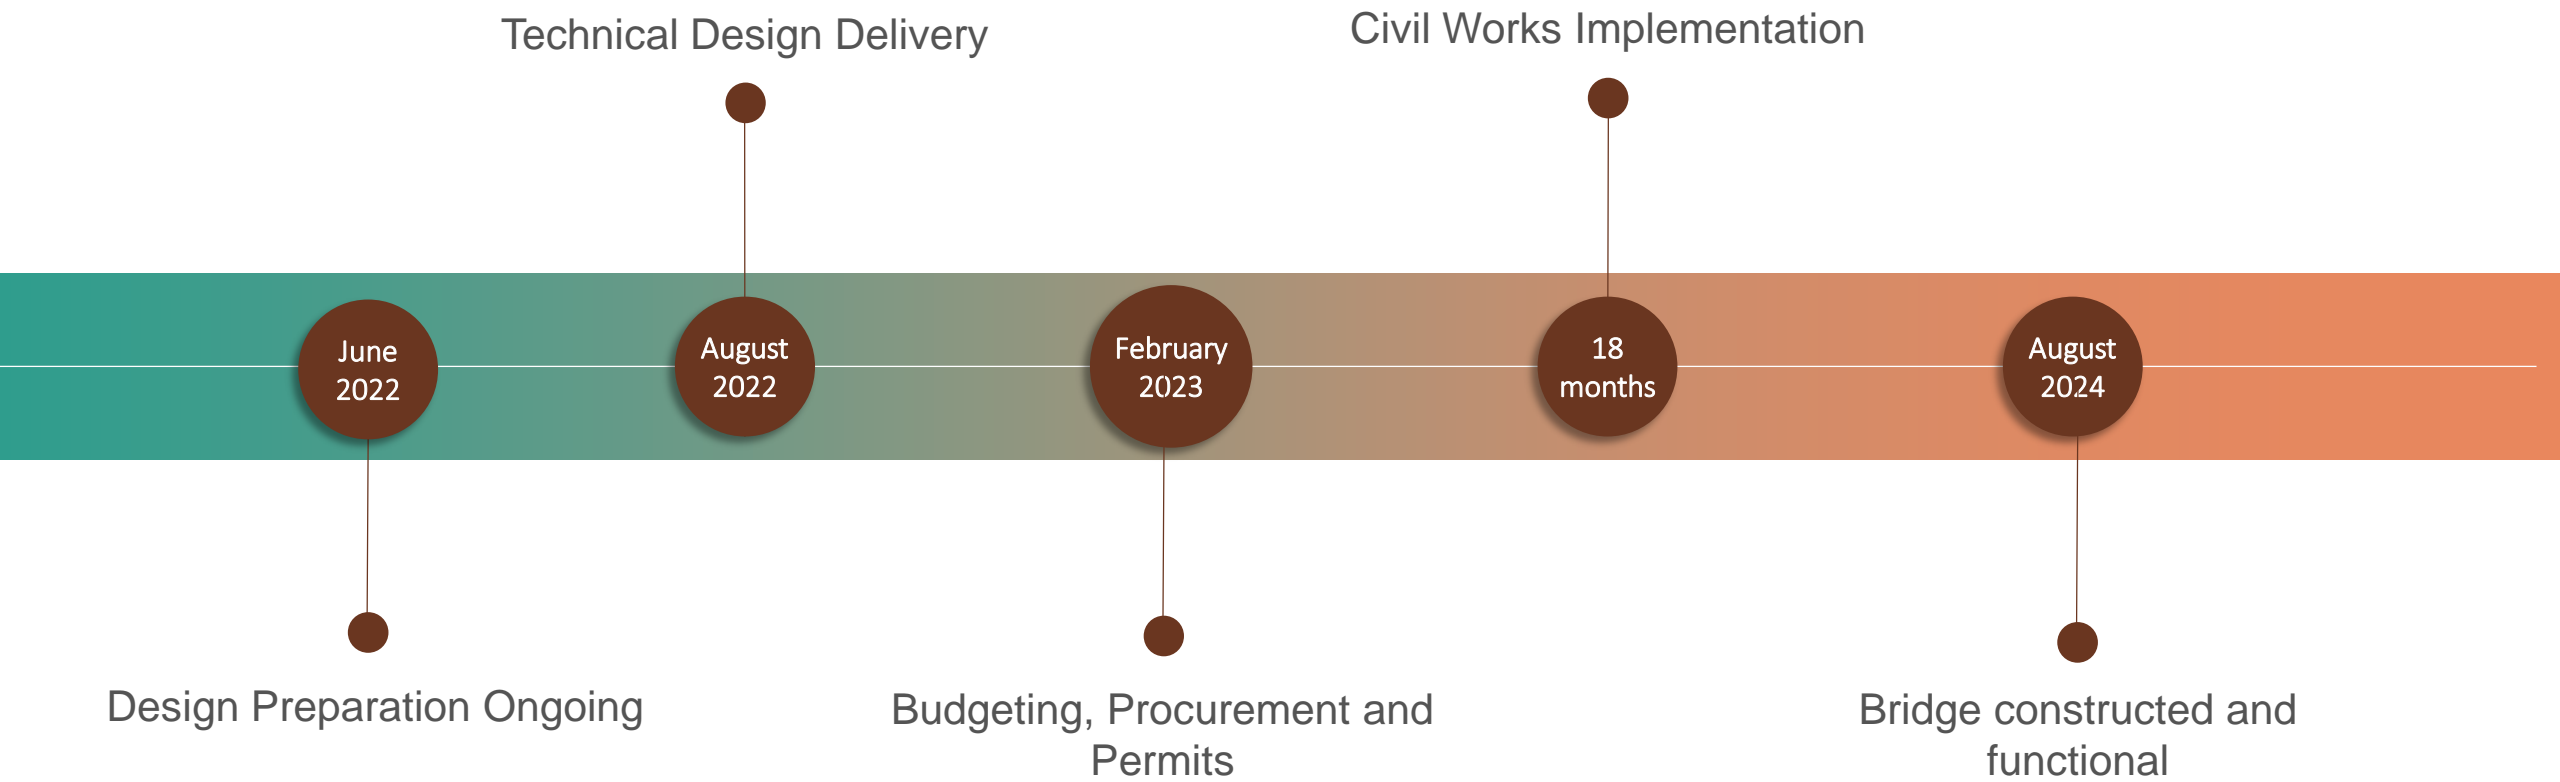 Technical Design Delivery
Civil Works Implementation
June
2022
August
2022
February
2023
18
months
August
2024
Design Preparation Ongoing
Budgeting, Procurement and
Permits
Bridge constructed and
functional